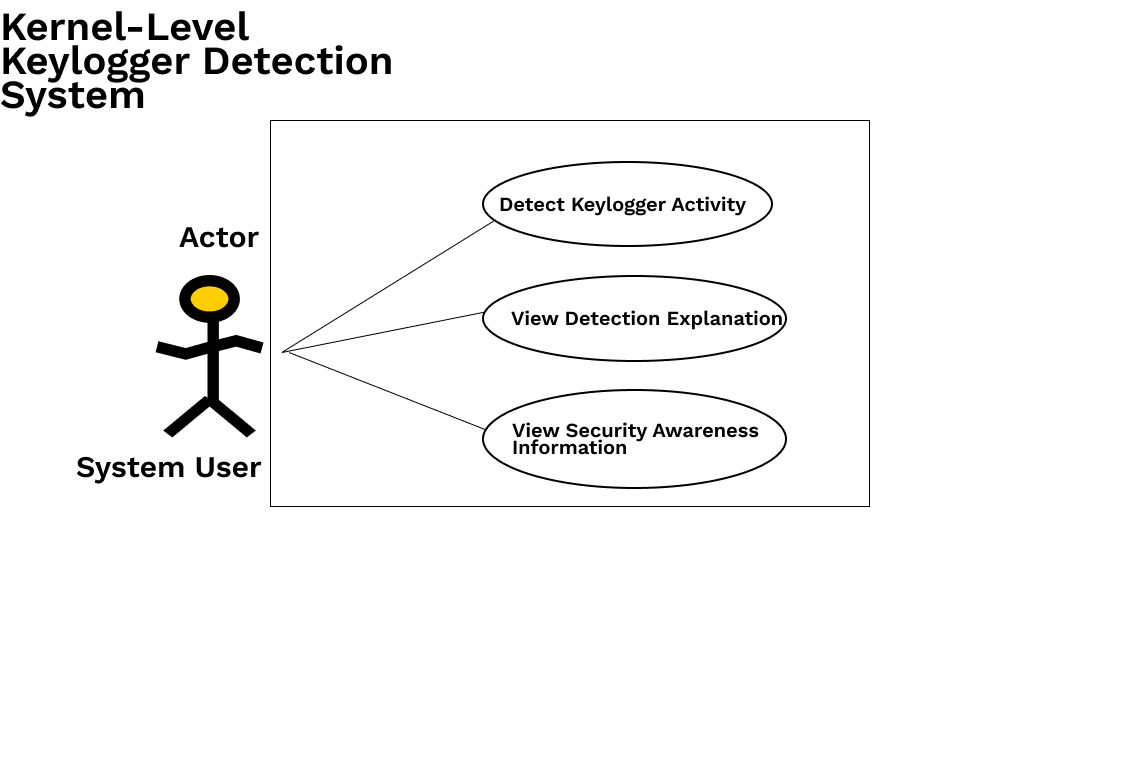 Kernel-Level
Keylogger Detection
System
Detect Keylogger Activity
Actor
View Detection Explanation
View Security Awareness
Information
System User